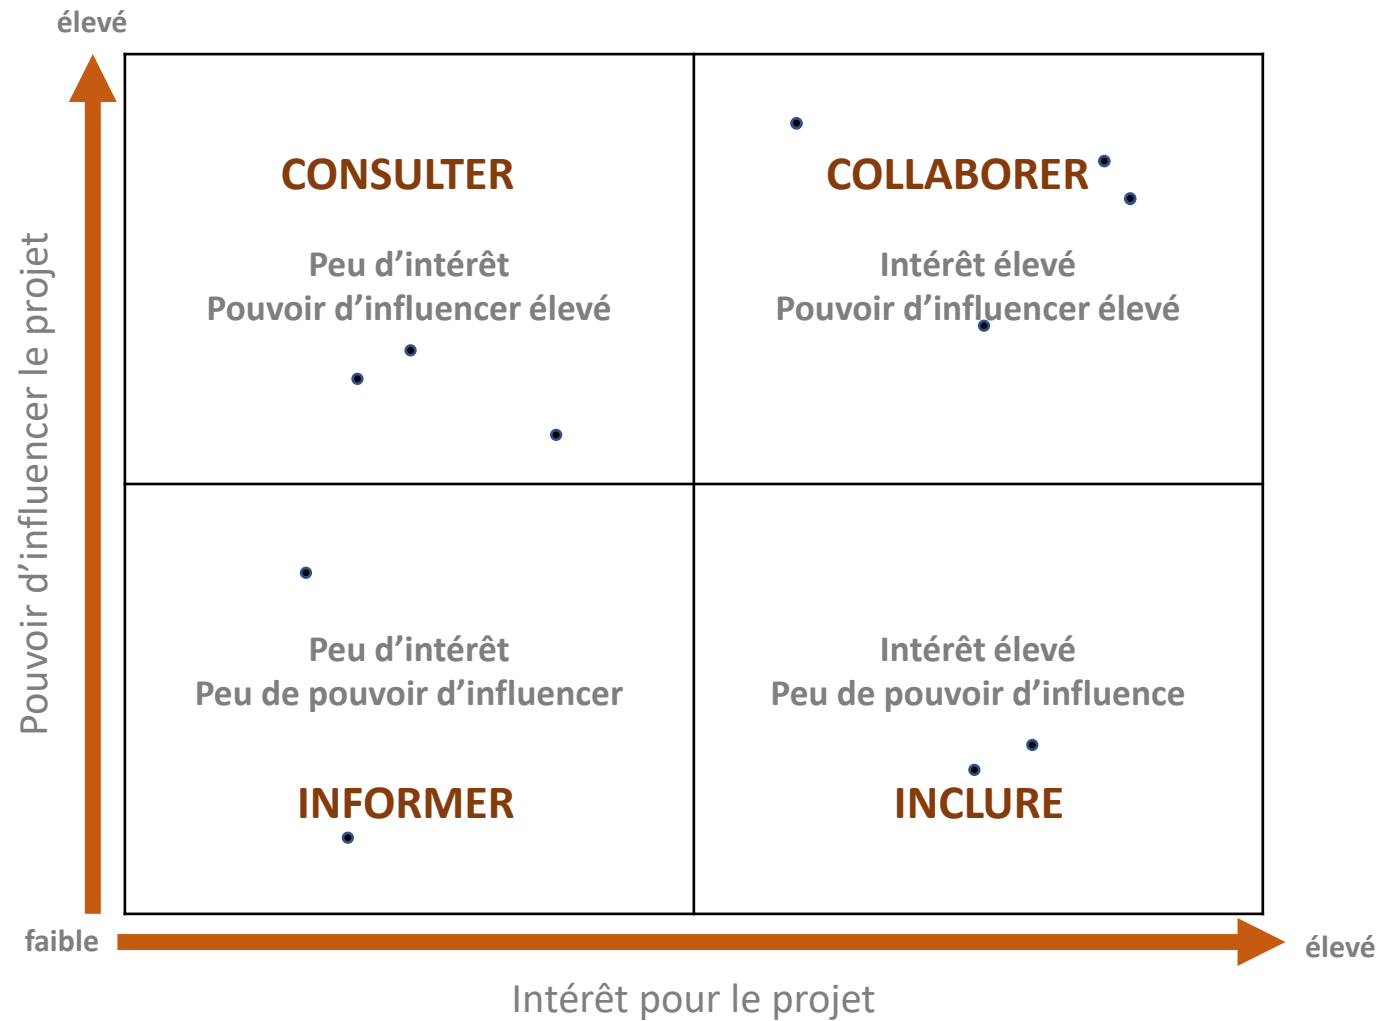 élevé
Pouvoir d’influencer le projet
CONSULTER
Peu d’intérêt
Pouvoir d’influencer élevé
COLLABORER
Intérêt élevé
Pouvoir d’influencer élevé
Peu d’intérêt
Peu de pouvoir d’influencer
INFORMER
Intérêt élevé
Peu de pouvoir d’influence
INCLURE
faible
élevé
Intérêt pour le projet